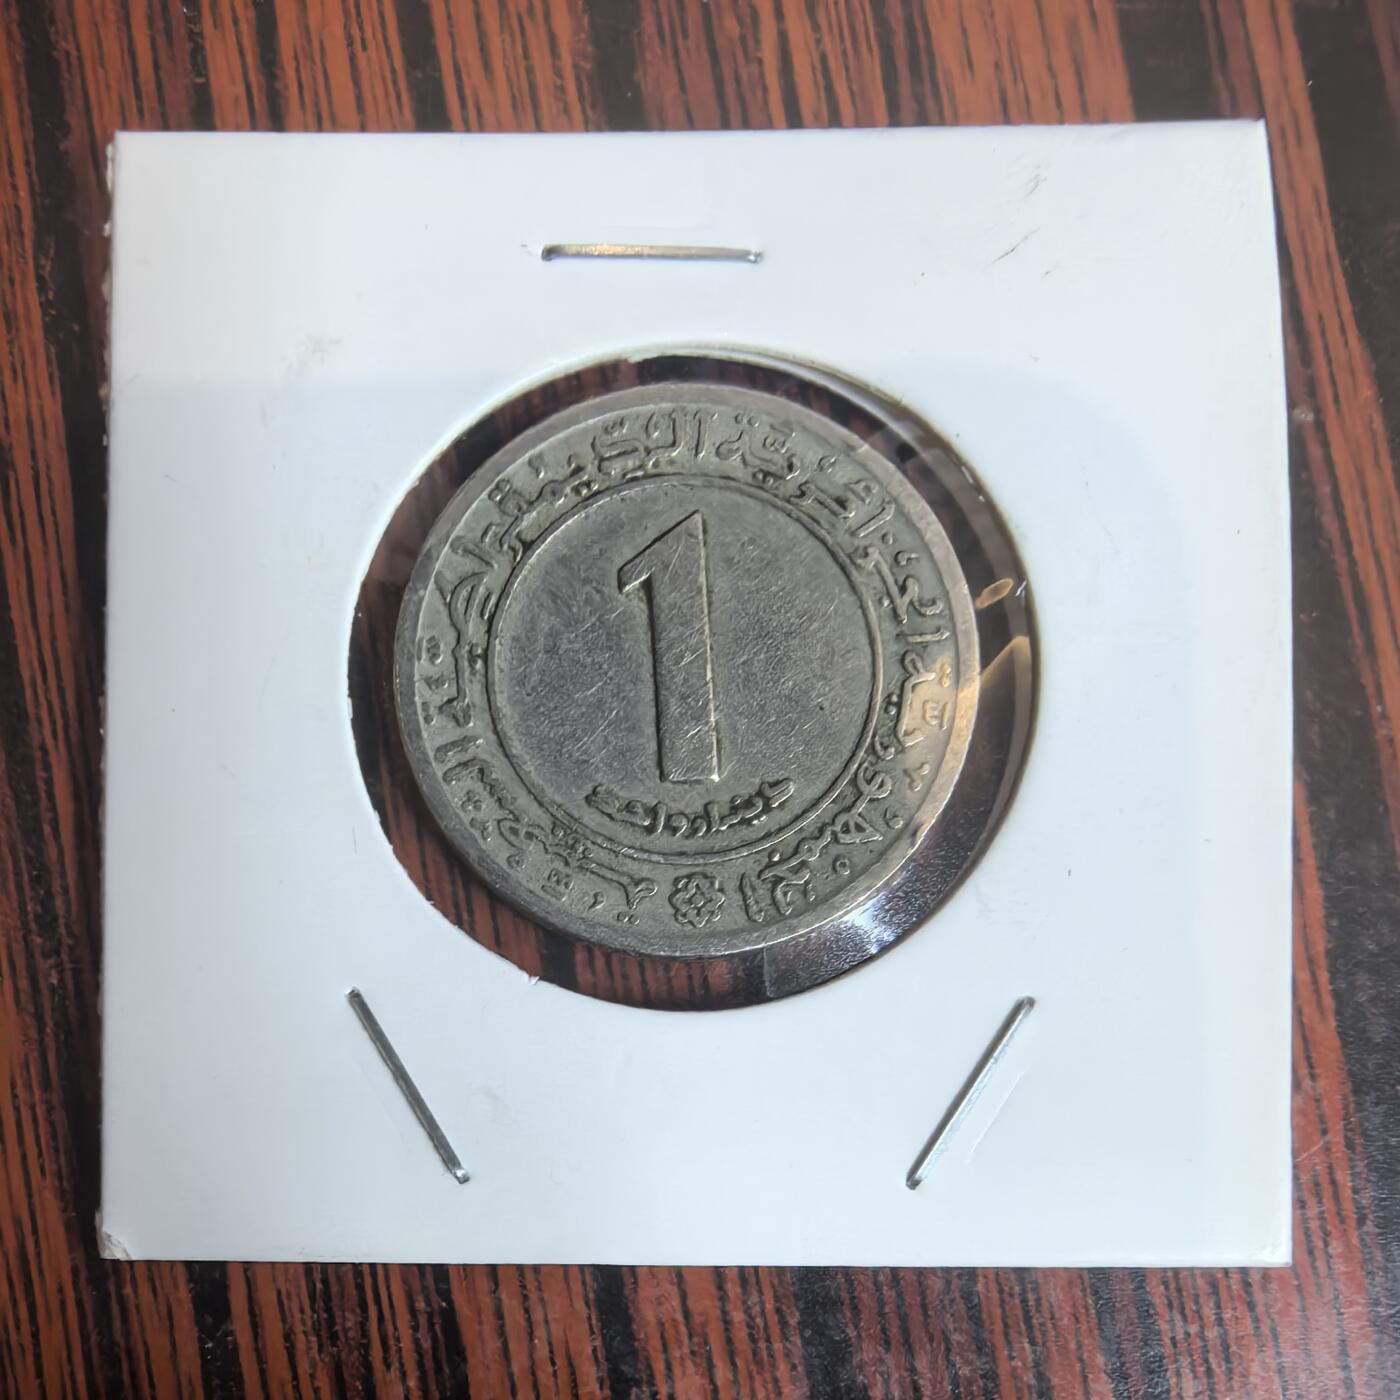 الجمهورية الجزائرية الديمقراطية الشعبية
1
دينار واحد